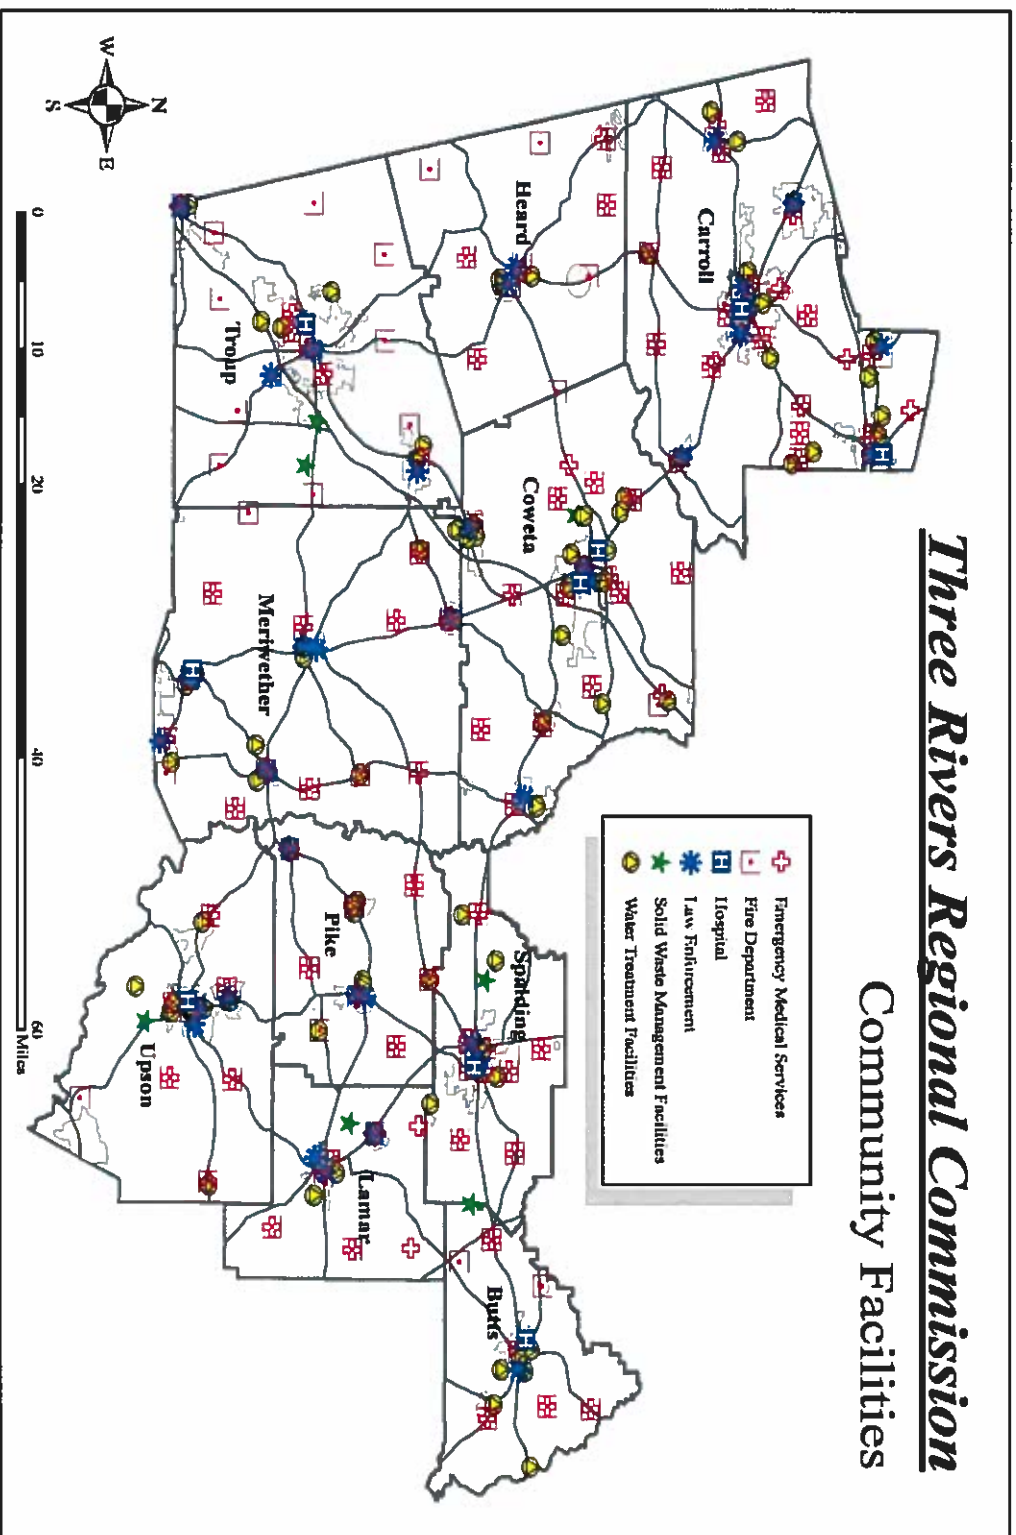 Three Rivers Regional Commission
Community Facilities
Emergency Medical Services
Fire Department
Hospital
Law Enforcement
Solid Waste Management Facilities
Water Treatment Facilities
Carroll
Heard
Coweta
Troup
Meriwether
Spalding
Pike
Butts
Lamar
Upson
H
H
H
H
H
H
H
H
H
H
N
W E
S
0 10 20 40 60
Miles